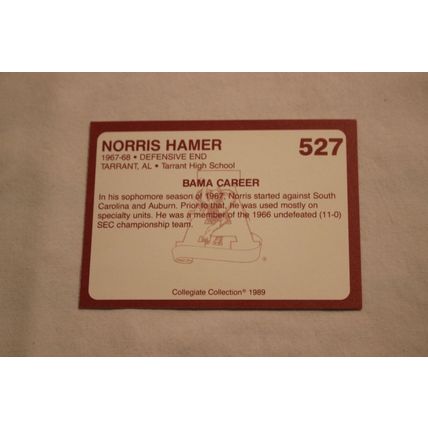 NORRIS HAMER 527
1967-68 • DEFENSIVE END
TARRANT, AL • Tarrant High School
BAMA CAREER
In his sophomore season of 1967, Norris started against South
Carolina and Auburn. Prior to that, he was used mostly on
specialty units. He was a member of the 1966 undefeated (11-0)
SEC championship team.
®
Collegiate Collection® 1989